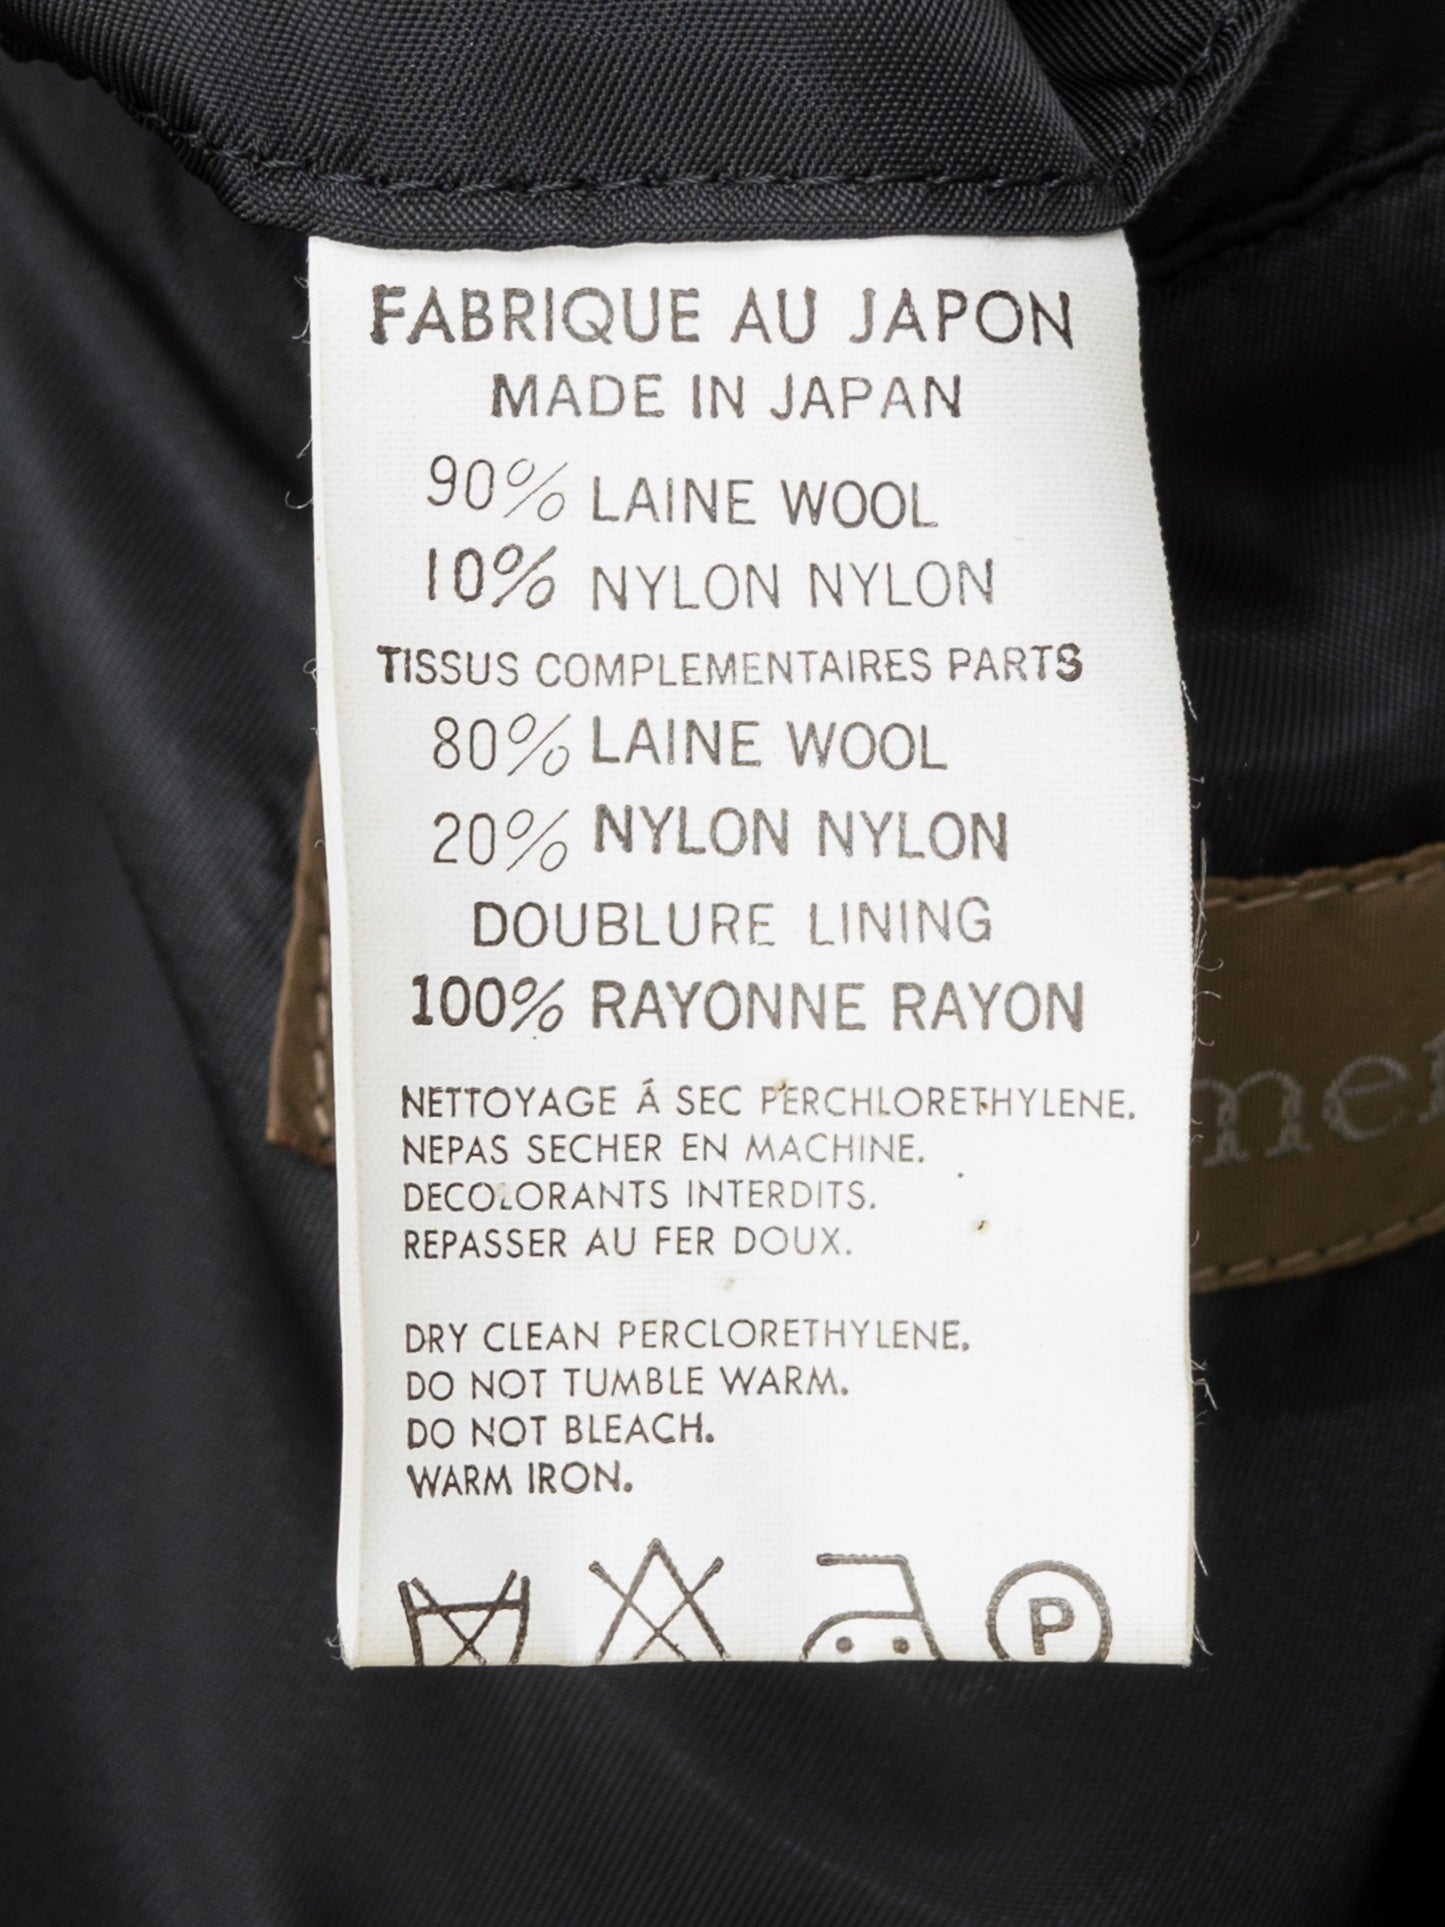 FABRIQUE AU JAPON
MADE IN JAPAN
90% LAINE WOOL
10% NYLON NYLON
TISSUS COMPLEMENTAIRES PARTS
80% LAINE WOOL
20% NYLON NYLON
DOUBLURE LINING
100% RAYONNE RAYON
NETTOYAGE Á SEC PERCHLORETHYLENE.
NEPAS SECHER EN MACHINE.
DECOLORANTS INTERDITS.
REPASSER AU FER DOUX.
DRY CLEAN PERCLORETHYLENE.
DO NOT TUMBLE WARM.
DO NOT BLEACH.
WARM IRON.
P